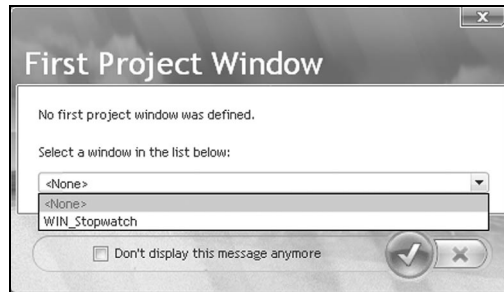 First Project Window
No first project window was defined.
Select a window in the list below:
<None>
<None>
WIN_Stopwatch
Don't display this message anymore